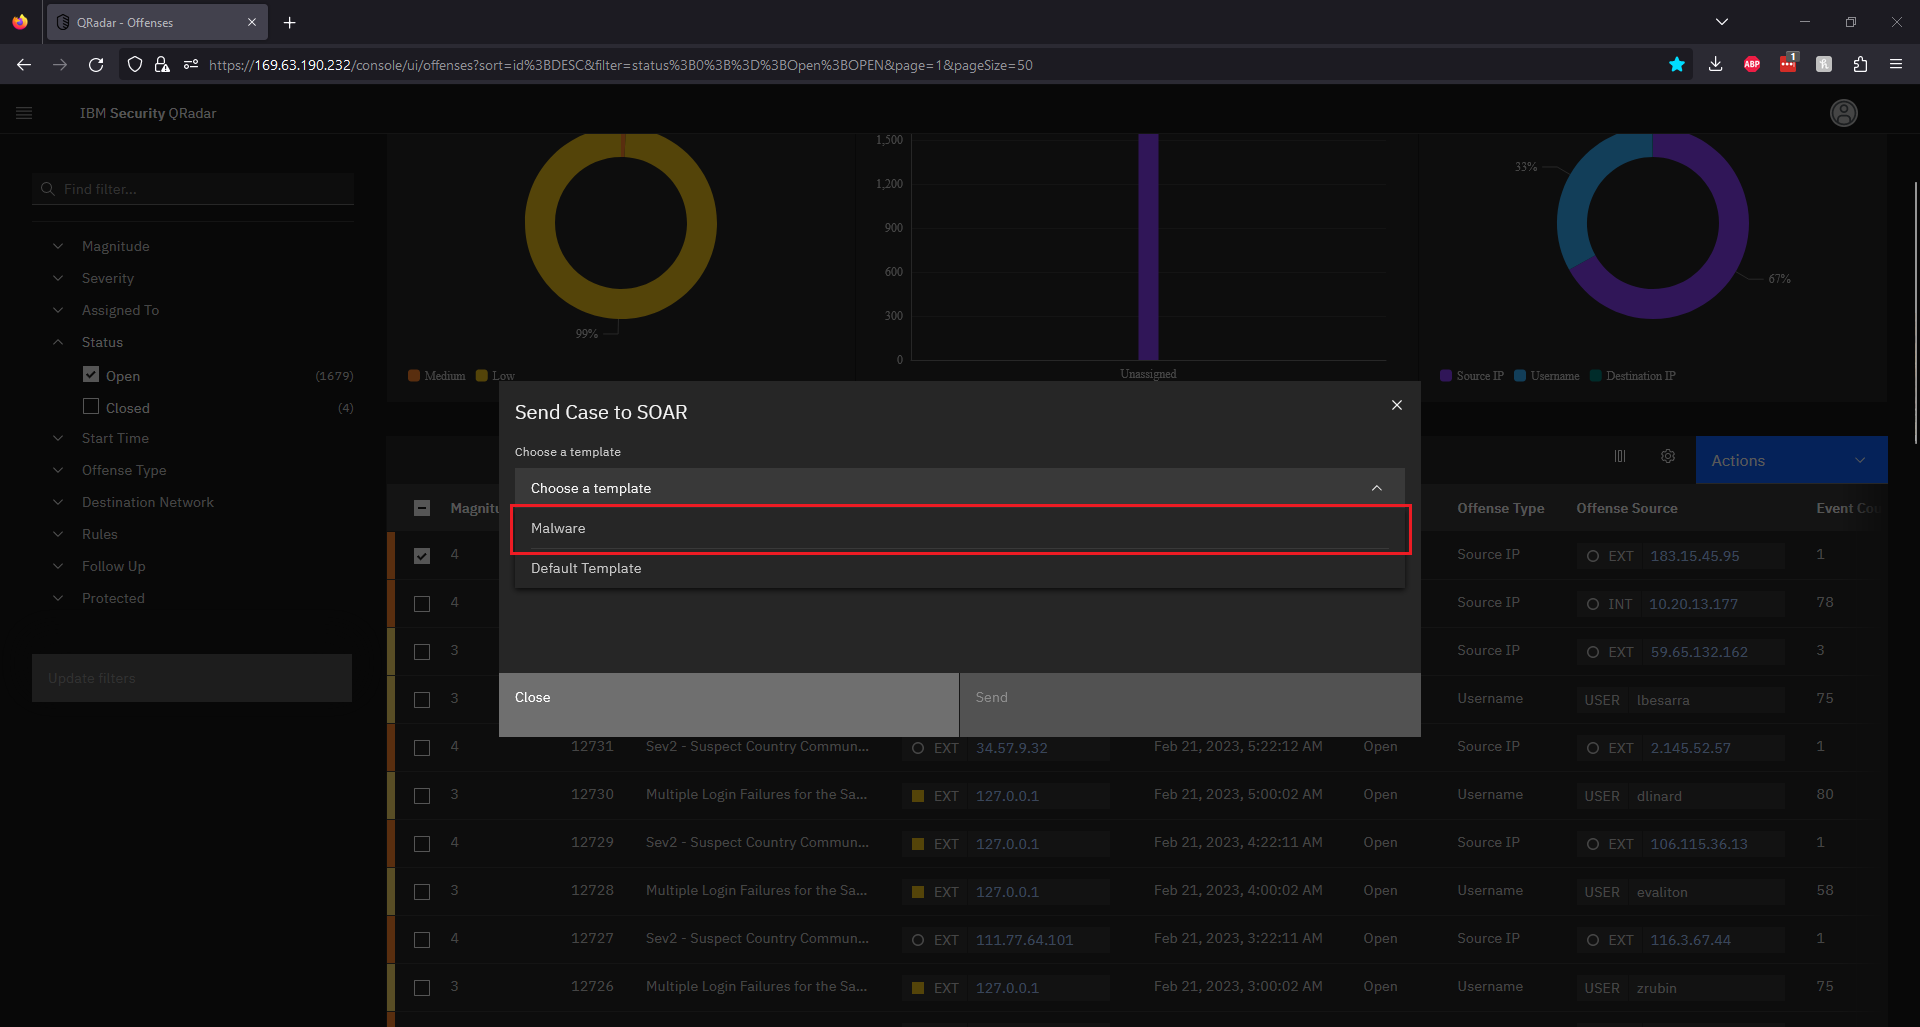 QRadar - Offenses
https://169.63.190.232/console/ui/offenses?sort=id%3BDESC&filter=status%3B0%3B%3D%3BOpen%3BOPEN&page=1&pageSize=50
ABP
1
IBM Security QRadar
Find filter...
Magnitude
Severity
Assigned To
Status
Open (1679)
Closed (4)
Start Time
Offense Type
Destination Network
Rules
Follow Up
Protected
Update filters
99%
Medium Low
1,500
1,200
900
600
300
0
Unassigned
33%
67%
Source IP Username Destination IP
Send Case to SOAR
Choose a template
Choose a template
Malware
Default Template
Close
Send
Actions
Magnitu Offense Type Offense Source Event Cou
4 Source IP EXT 183.15.45.95 1
4 Source IP INT 10.20.13.177 78
3 Source IP EXT 59.65.132.162 3
3 Username USER lbesarra 75
4 12731 Sev2 - Suspect Country Commun... EXT 34.57.9.32 Feb 21, 2023, 5:22:12 AM Open Source IP EXT 2.145.52.57 1
3 12730 Multiple Login Failures for the Sa... EXT 127.0.0.1 Feb 21, 2023, 5:00:02 AM Open Username USER dlinard 80
4 12729 Sev2 - Suspect Country Commun... EXT 127.0.0.1 Feb 21, 2023, 4:22:11 AM Open Source IP EXT 106.115.36.13 1
3 12728 Multiple Login Failures for the Sa... EXT 127.0.0.1 Feb 21, 2023, 4:00:02 AM Open Username USER evaliton 58
4 12727 Sev2 - Suspect Country Commun... EXT 111.77.64.101 Feb 21, 2023, 3:22:11 AM Open Source IP EXT 116.3.67.44 1
3 12726 Multiple Login Failures for the Sa... EXT 127.0.0.1 Feb 21, 2023, 3:00:02 AM Open Username USER zrubin 75